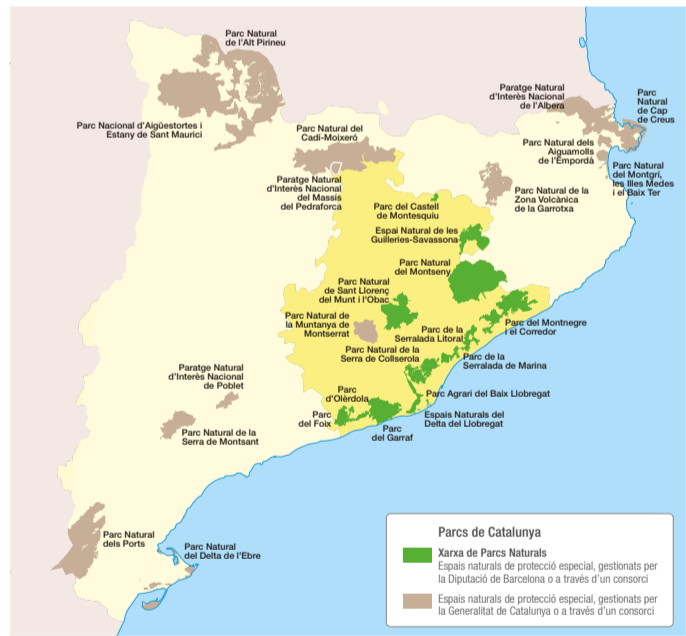 Parc Natural
de l'Alt Pirineu
Parc Nacional d'Aigüestortes i
Estany de Sant Maurici
Parc Natural del
Cadí-Moixeró
Paratge Natural
d'Interès Nacional
de l'Albera
Parc
Natural
de Cap
de Creus
Parc Natural dels
Aiguamolls
de l'Empordà
Parc Natural
del Montgrí,
les Illes Medes
i el Baix Ter
Paratge Natural
d'Interès Nacional
del Massís
del Pedraforca
Parc del Castell
de Montesquiu
Parc Natural de la
Zona Volcànica
de la Garrotxa
Espai Natural de les
Guilleries-Savassona
Parc Natural
del Montseny
Parc Natural
de Sant Llorenç
del Munt i l'Obac
Parc Natural de
la Muntanya de
Montserrat
Parc de la
Serralada Litoral
Parc del Montnegre
i el Corredor
Parc Natural de la
Serra de Collserola
Parc de la
Serralada de Marina
Paratge Natural
d'Interès Nacional
de Poblet
Parc
d'Olèrdola
Parc Agrari del Baix Llobregat
Parc
del Foix
Espais Naturals del
Delta del Llobregat
Parc
del Garraf
Parc Natural de la
Serra de Montsant
Parc Natural
dels Ports
Parc Natural
del Delta de l'Ebre
Parcs de Catalunya
Xarxa de Parcs Naturals
Espais naturals de protecció especial, gestionats per
la Diputació de Barcelona o a través d'un consorci
Espais naturals de protecció especial, gestionats per
la Generalitat de Catalunya o a través d'un consorci